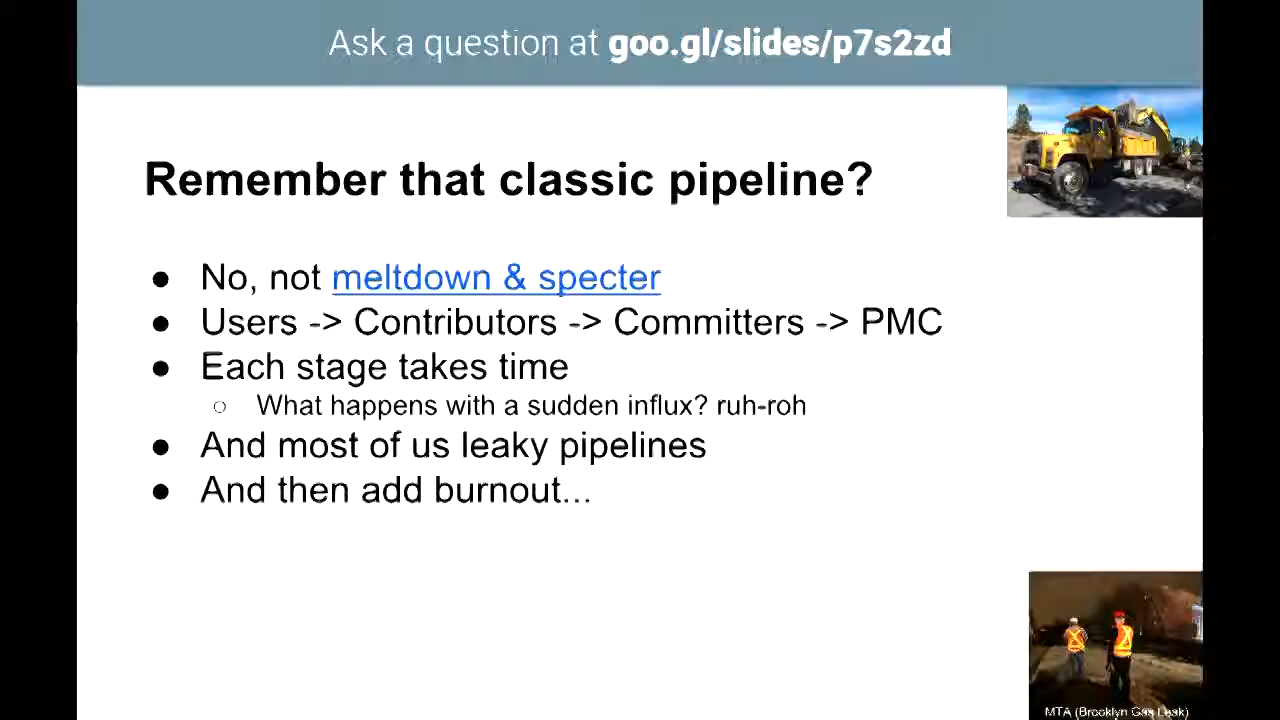 Ask a question at goo.gl/slides/p7s2zd
Remember that classic pipeline?
● No, not meltdown & specter
● Users -> Contributors -> Committers -> PMC
● Each stage takes time
○ What happens with a sudden influx? ruh-roh
● And most of us leaky pipelines
● And then add burnout...
MTA (Brooklyn Gas Leak)